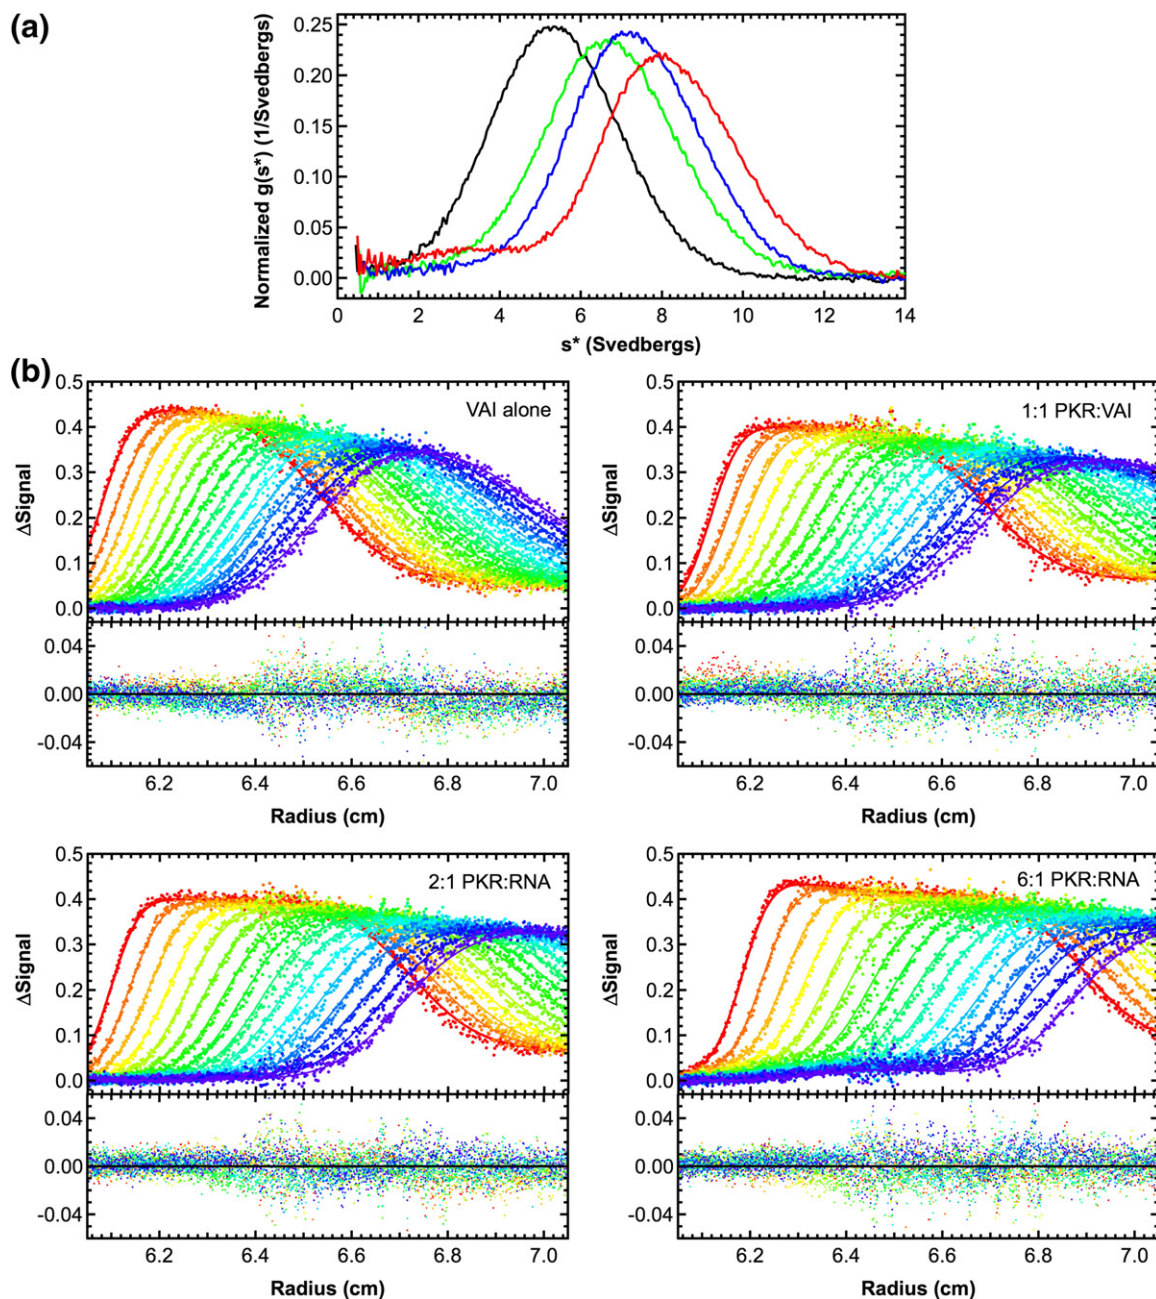 (a)
Normalized g(s*) (1/Svedbergs)
0.25
0.20
0.15
0.10
0.05
0.00
0 2 4 6 8 10 12 14
s* (Svedbergs)
(b)
VAI alone
ΔSignal
0.5
0.4
0.3
0.2
0.1
0.0
0.04
0.00
-0.04
6.2 6.4 6.6 6.8 7.0
Radius (cm)
1:1 PKR:VAI
ΔSignal
0.5
0.4
0.3
0.2
0.1
0.0
0.04
0.00
-0.04
6.2 6.4 6.6 6.8 7.0
Radius (cm)
2:1 PKR:RNA
ΔSignal
0.5
0.4
0.3
0.2
0.1
0.0
0.04
0.00
-0.04
6.2 6.4 6.6 6.8 7.0
Radius (cm)
6:1 PKR:RNA
ΔSignal
0.5
0.4
0.3
0.2
0.1
0.0
0.04
0.00
-0.04
6.2 6.4 6.6 6.8 7.0
Radius (cm)